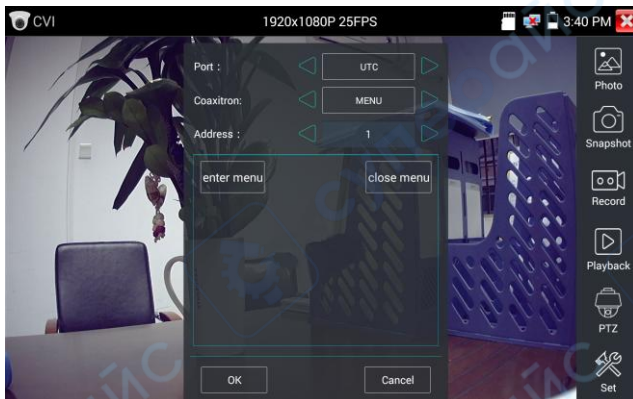 CVI 1920x1080P 25FPS 3:40 PM
Port : UTC
Coaxitron: MENU
Address : 1
enter menu close menu
OK Cancel
Photo
Snapshot
Record
Playback
PTZ
Set